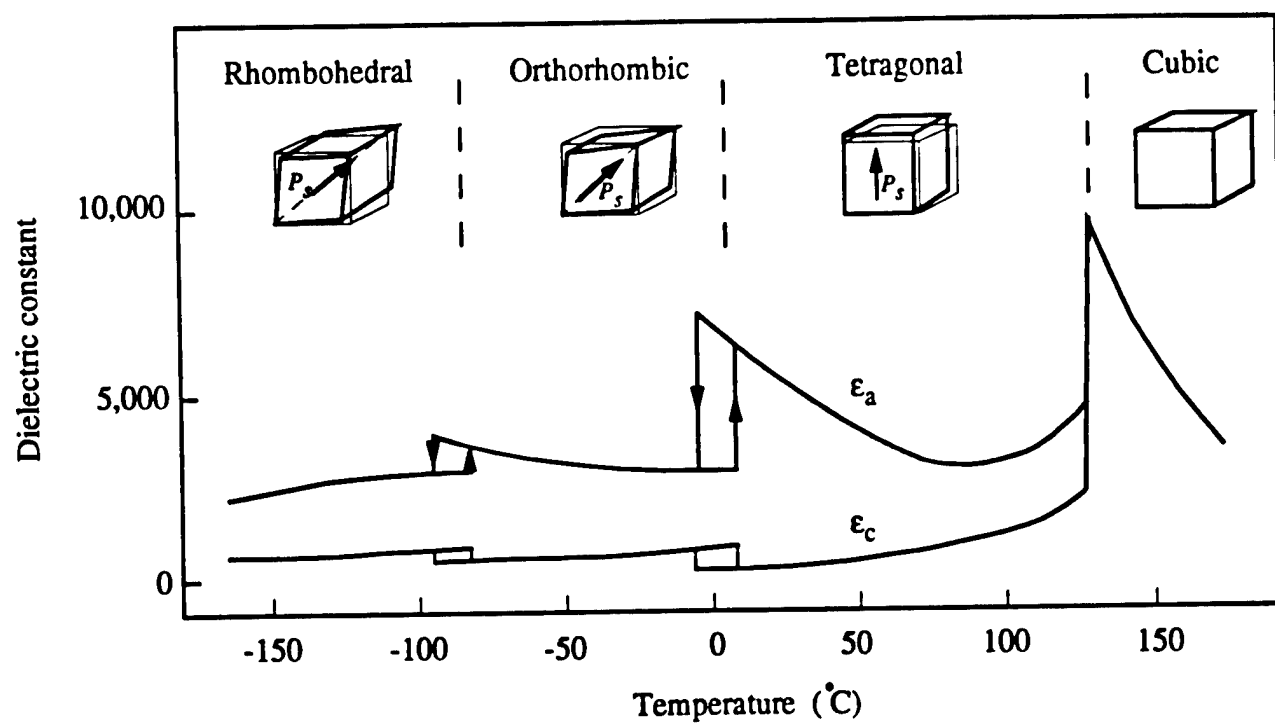 Rhombohedral Orthorhombic Tetragonal Cubic
Ps Ps Ps
10,000
5,000
0
Dielectric constant
εa
εc
-150 -100 -50 0 50 100 150
Temperature (°C)